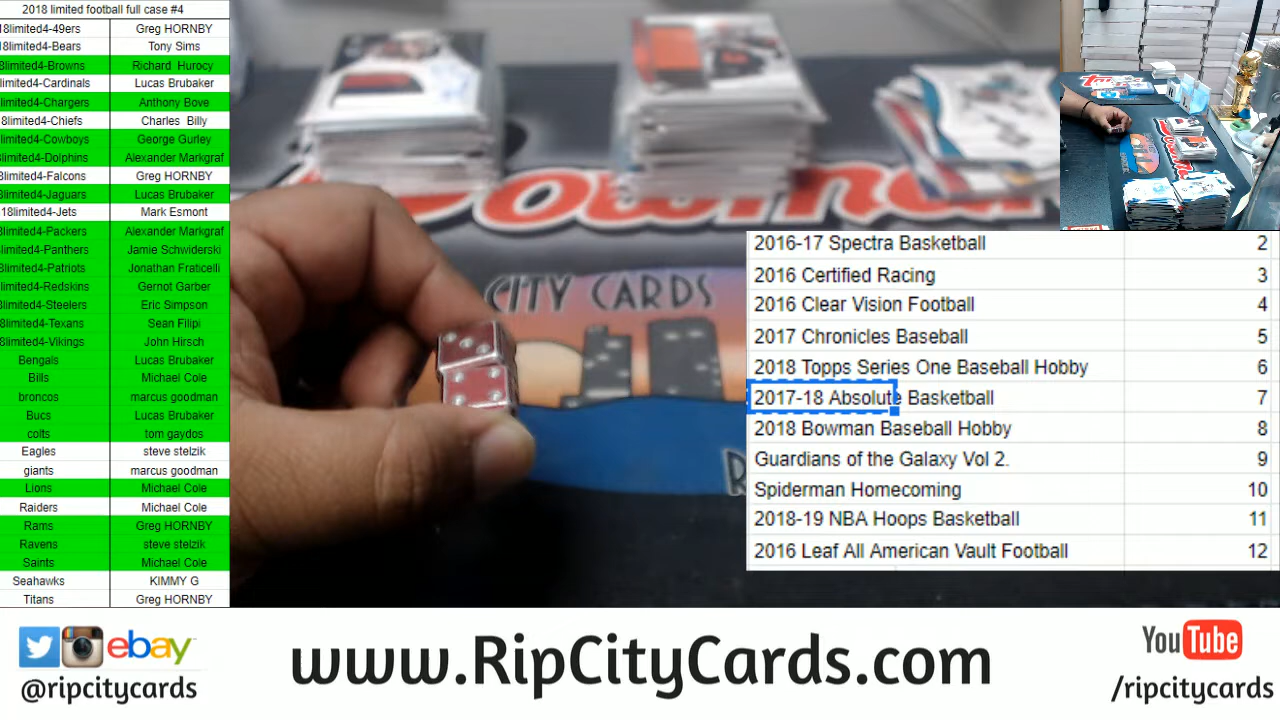 2018 limited football full case #4
18limited4-49ers Greg HORNBY
18limited4-Bears Tony Sims
8limited4-Browns Richard Hurocy
limited4-Cardinals Lucas Brubaker
limited4-Chargers Anthony Bove
8limited4-Chiefs Charles Billy
limited4-Cowboys George Gurley
limited4-Dolphins Alexander Markgraf
8limited4-Falcons Greg HORNBY
8limited4-Jaguars Lucas Brubaker
18limited4-Jets Mark Esmont
8limited4-Packers Alexander Markgraf
limited4-Panthers Jamie Schwiderski
8limited4-Patriots Jonathan Fraticelli
limited4-Redskins Gernot Garber
8limited4-Steelers Eric Simpson
8limited4-Texans Sean Filipi
8limited4-Vikings John Hirsch
Bengals Lucas Brubaker
Bills Michael Cole
broncos marcus goodman
Bucs Lucas Brubaker
colts tom gaydos
Eagles steve stelzik
giants marcus goodman
Lions Michael Cole
Raiders Michael Cole
Rams Greg HORNBY
Ravens steve stelzik
Saints Michael Cole
Seahawks KIMMY G
Titans Greg HORNBY
Bowman
CITY CARDS
R
2016-17 Spectra Basketball 2
2016 Certified Racing 3
2016 Clear Vision Football 4
2017 Chronicles Baseball 5
2018 Topps Series One Baseball Hobby 6
2017-18 Absolute Basketball 7
2018 Bowman Baseball Hobby 8
Guardians of the Galaxy Vol 2. 9
Spiderman Homecoming 10
2018-19 NBA Hoops Basketball 11
2016 Leaf All American Vault Football 12
ebay
@ripcitycards
www.RipCityCards.com
YouTube
/ripcitycards